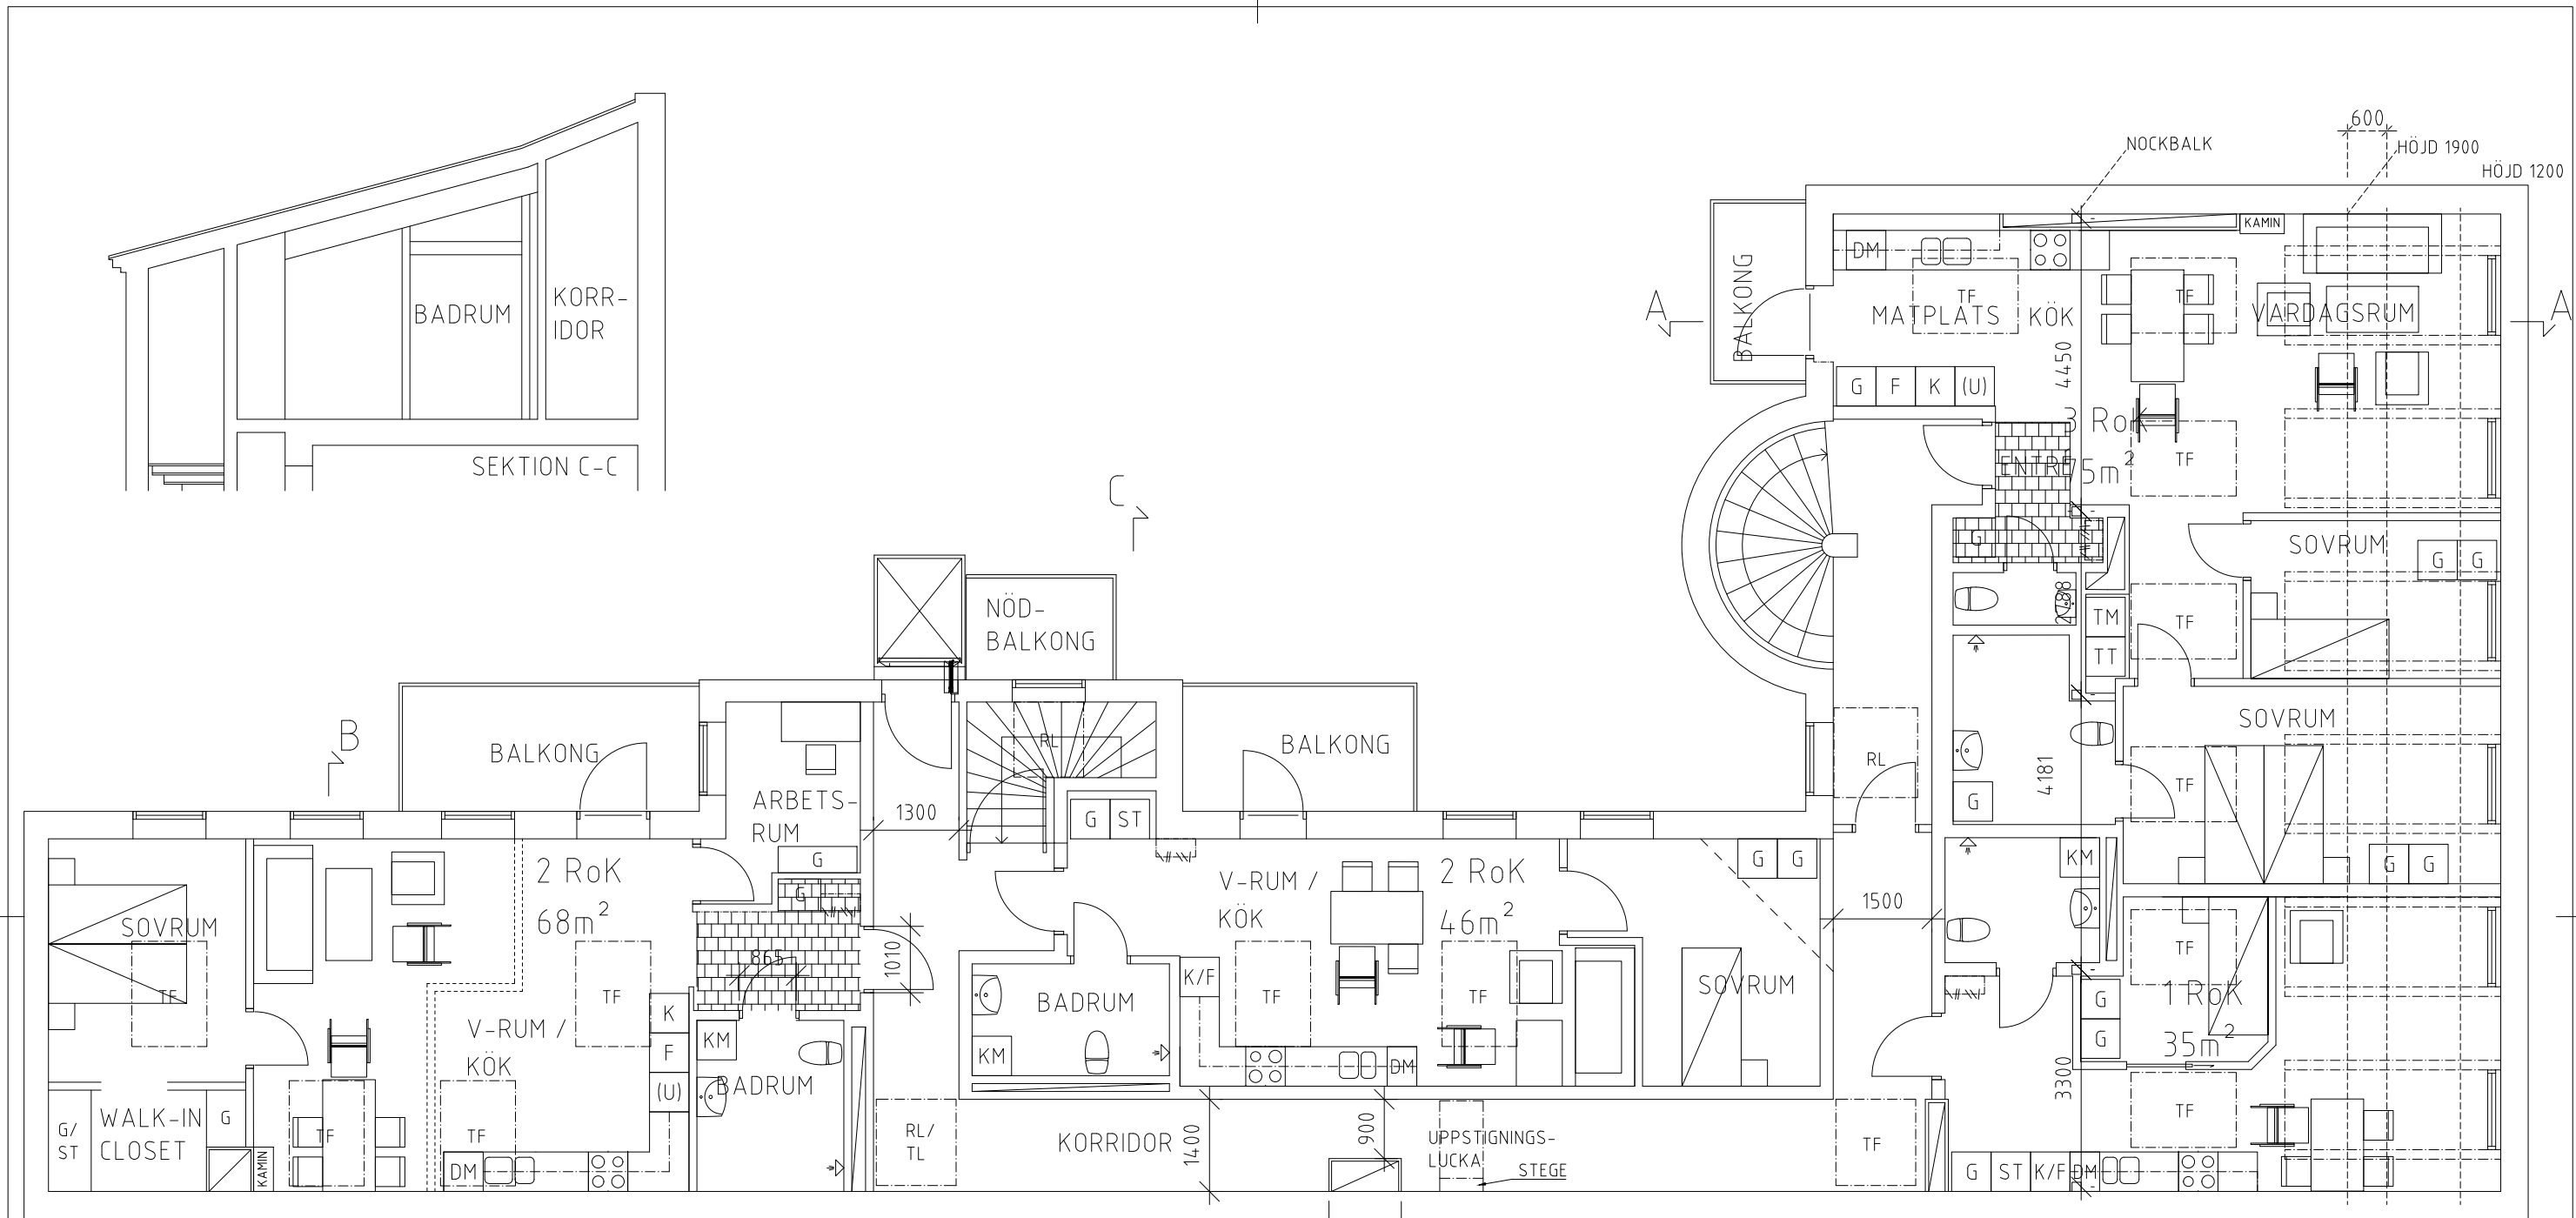 600
NOCKBALK
HÖJD 1900
HÖJD 1200
KAMIN
BADRUM
KORR-
IDOR
SEKTION C-C
BALKONG
DM
TF
MATPLATS
KÖK
TF
VARDAGSRUM
A
A
4450
G
F
K
(U)
3 RoK
75m²
ENTRE
TF
C
G
SOVRUM
G
G
2788
TM
TT
TF
NÖD-
BALKONG
RL
B
BALKONG
BALKONG
SOVRUM
RL
4181
TF
G
ARBETS-
RUM
G
1300
G
ST
KM
G
G
2 RoK
68m²
SOVRUM
TF
G
865
1010
TF
V-RUM /
KÖK
2 RoK
46m²
G
G
1500
SOVRUM
K/F
TF
TF
BADRUM
KM
DM
TF
G
G
1 RoK
35m²
V-RUM /
KÖK
K
F
(U)
KM
BADRUM
3300
TF
G/
ST
WALK-IN
CLOSET
G
KAMIN
TF
TF
DM
RL/
TL
KORRIDOR
1400
900
UPPSTIGNINGS-
LUCKA
STEGE
TF
G
ST
K/F
DM